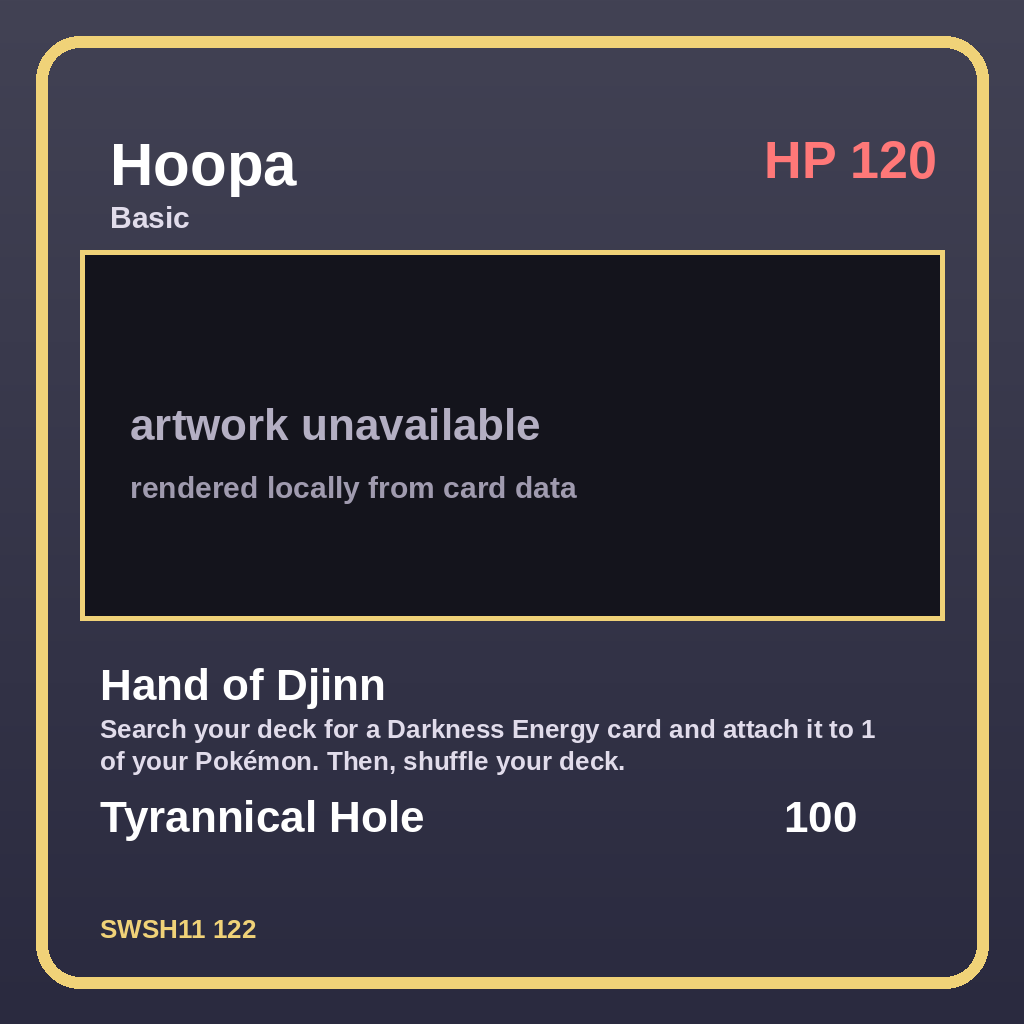 Hoopa
HP 120
Basic
artwork unavailable
rendered locally from card data
Hand of Djinn
Search your deck for a Darkness Energy card and attach it to 1
of your Pokémon. Then, shuffle your deck.
Tyrannical Hole 100
SWSH11 122